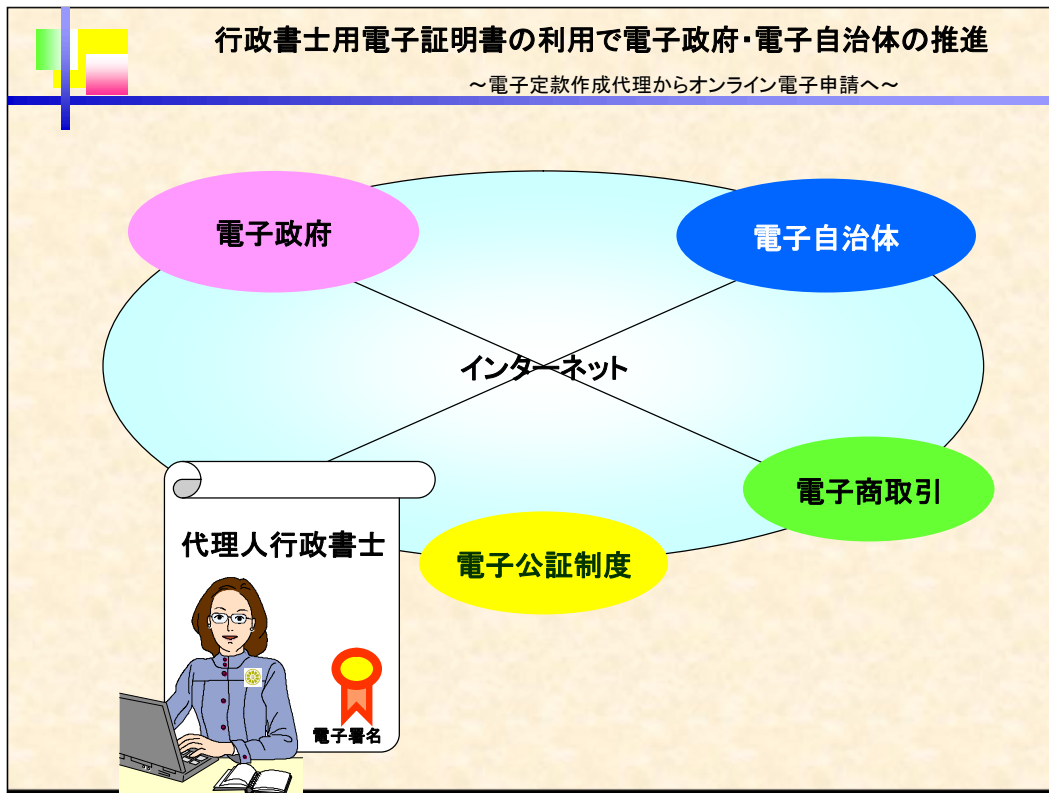 行政書士用電子証明書の利用で電子政府・電子自治体の推進
～電子定款作成代理からオンライン電子申請へ～
電子政府
電子自治体
インターネット
電子商取引
代理人行政書士
電子公証制度
電子署名